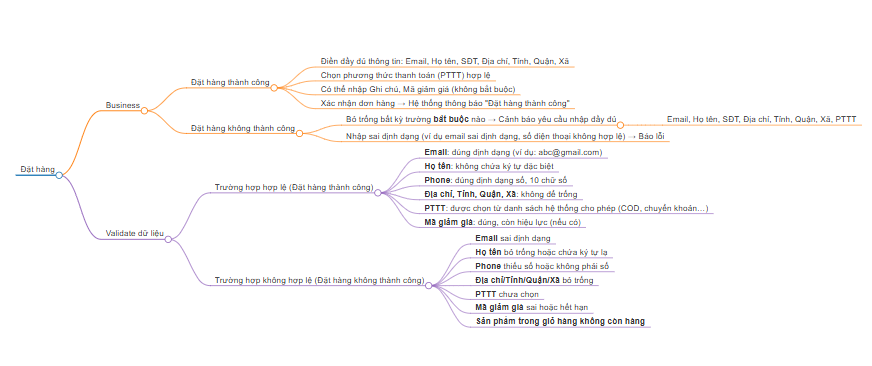 Điền đầy đủ thông tin: Email, Họ tên, SĐT, Địa chỉ, Tỉnh, Quận, Xã
Chọn phương thức thanh toán (PTTT) hợp lệ
Đặt hàng thành công
Có thể nhập Ghi chú, Mã giảm giá (không bắt buộc)
Xác nhận đơn hàng → Hệ thống thông báo "Đặt hàng thành công"
Business
Bỏ trống bất kỳ trường bắt buộc nào → Cảnh báo yêu cầu nhập đầy đủ
Email, Họ tên, SĐT, Địa chỉ, Tỉnh, Quận, Xã, PTTT
Đặt hàng không thành công
Nhập sai định dạng (ví dụ email sai định dạng, số điện thoại không hợp lệ) → Báo lỗi
Đặt hàng
Email: đúng định dạng (ví dụ: abc@gmail.com)
Họ tên: không chứa ký tự đặc biệt
Phone: đúng định dạng số, 10 chữ số
Trường hợp hợp lệ (Đặt hàng thành công)
Địa chỉ, Tỉnh, Quận, Xã: không để trống
PTTT: được chọn từ danh sách hệ thống cho phép (COD, chuyển khoản…)
Mã giảm giá: đúng, còn hiệu lực (nếu có)
Validate dữ liệu
Email sai định dạng
Họ tên bỏ trống hoặc chứa ký tự lạ
Phone thiếu số hoặc không phải số
Trường hợp không hợp lệ (Đặt hàng không thành công)
Địa chỉ/Tỉnh/Quận/Xã bỏ trống
PTTT chưa chọn
Mã giảm giá sai hoặc hết hạn
Sản phẩm trong giỏ hàng không còn hàng